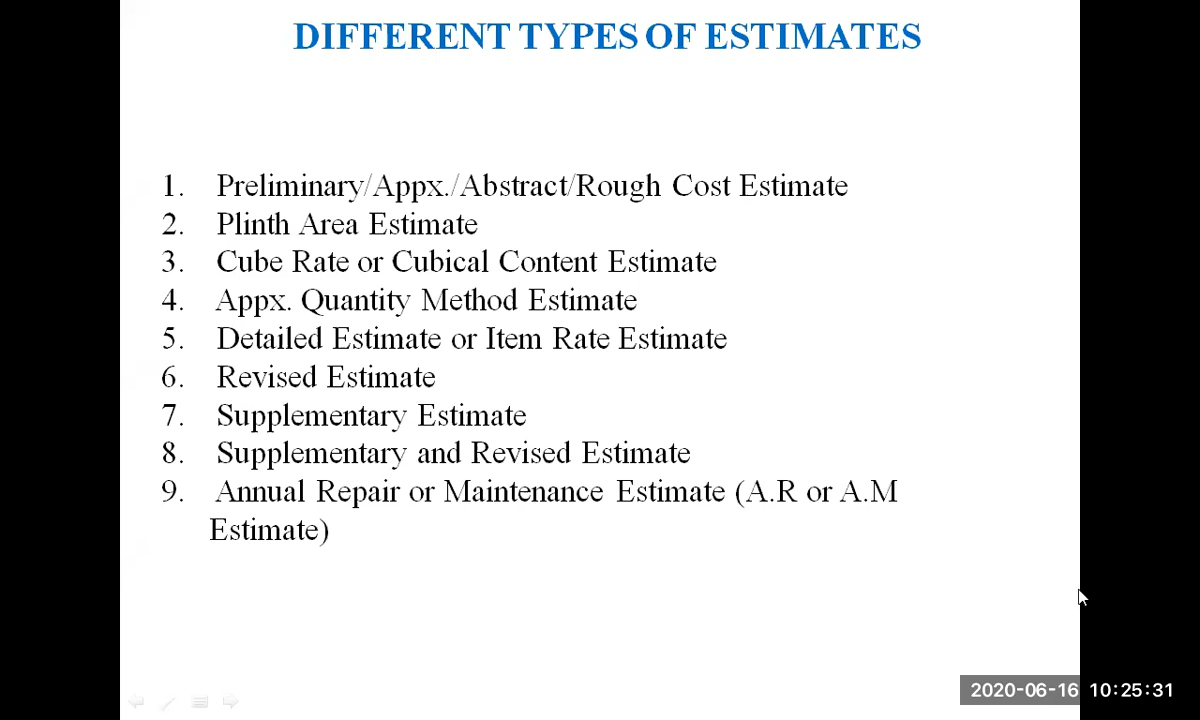 DIFFERENT TYPES OF ESTIMATES
1. Preliminary/Appx./Abstract/Rough Cost Estimate
2. Plinth Area Estimate
3. Cube Rate or Cubical Content Estimate
4. Appx. Quantity Method Estimate
5. Detailed Estimate or Item Rate Estimate
6. Revised Estimate
7. Supplementary Estimate
8. Supplementary and Revised Estimate
9. Annual Repair or Maintenance Estimate (A.R or A.M
Estimate)
2020-06-16 10:25:31